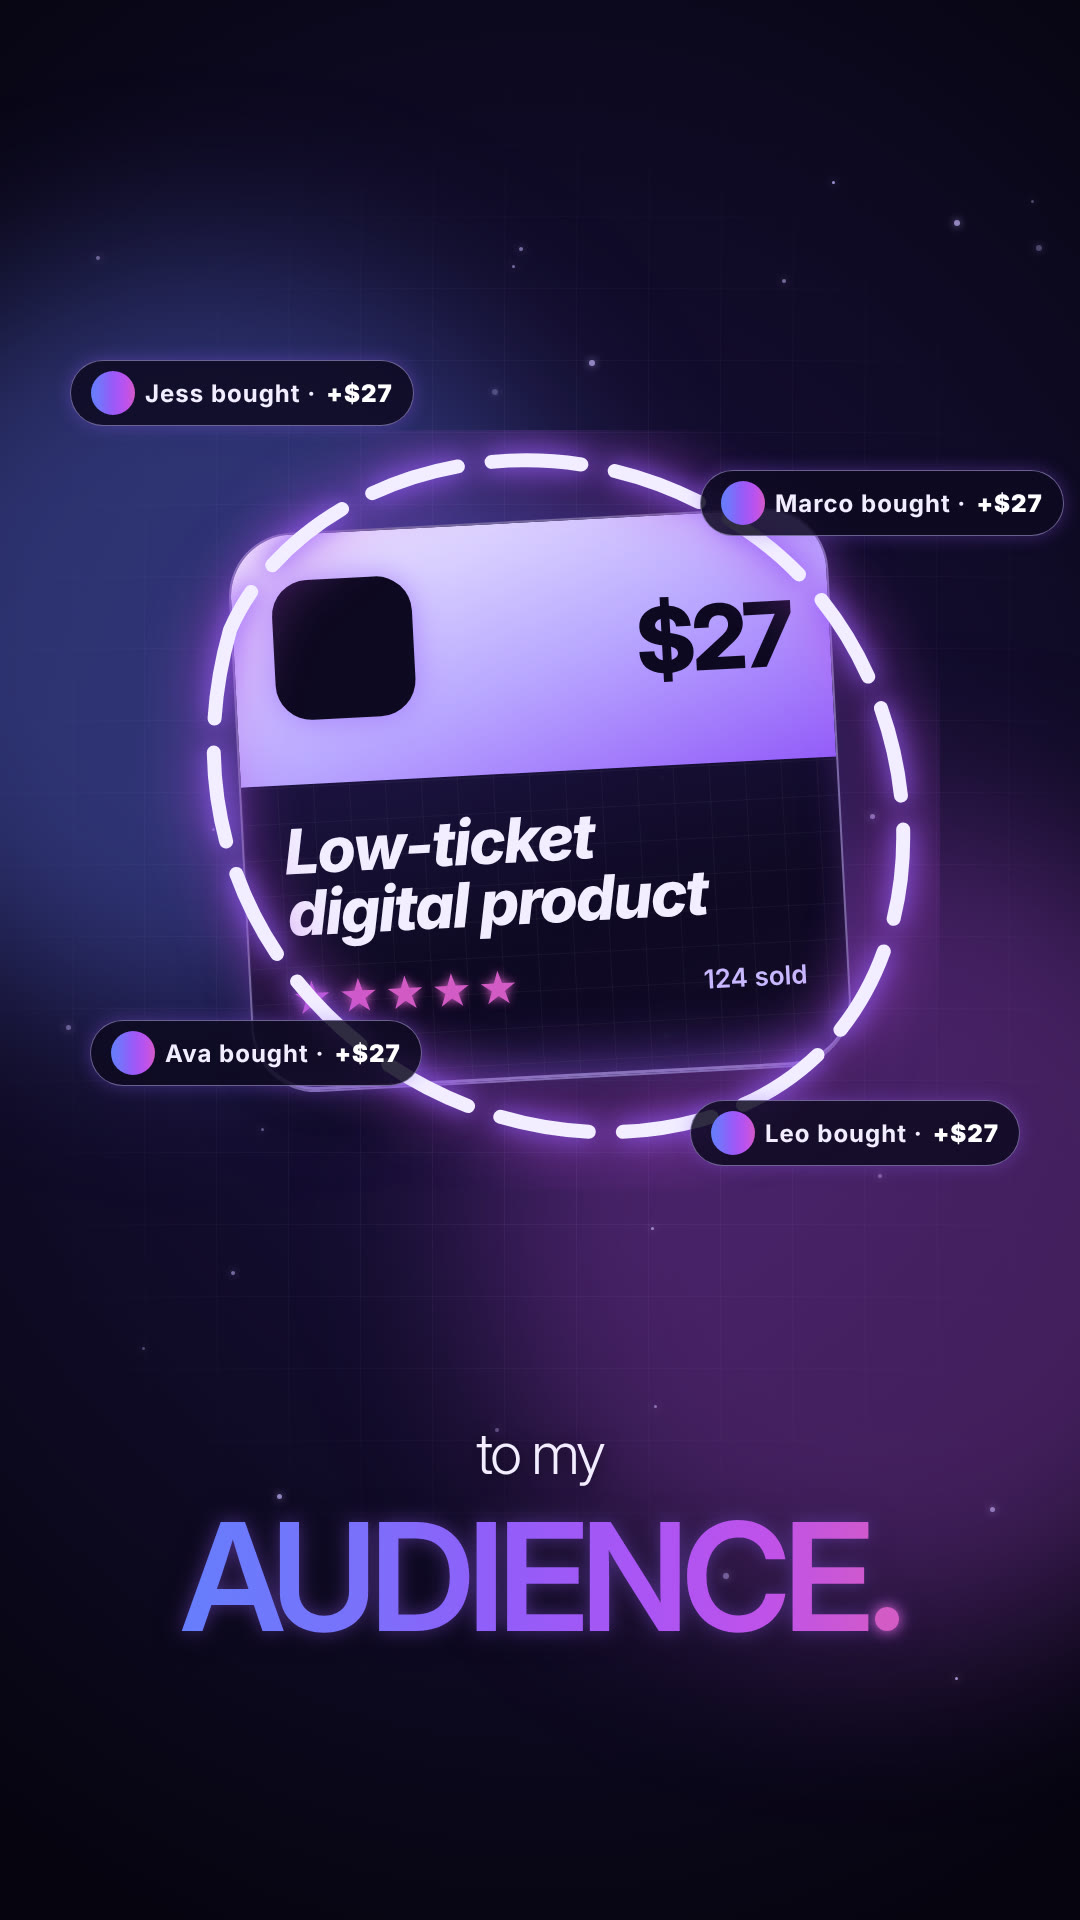 Jess bought · +$27
Marco bought · +$27
$27
Low-ticket
digital product
★★★★★ 124 sold
Ava bought · +$27
Leo bought · +$27
to my
AUDIENCE.